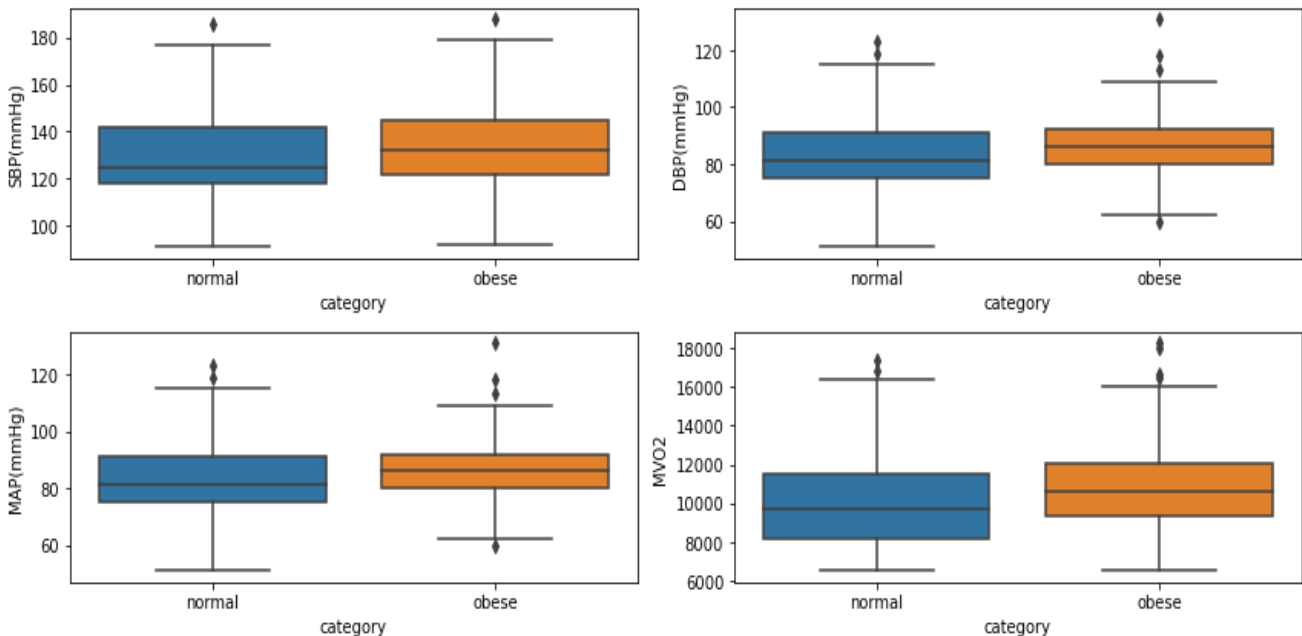 SBP(mmHg)
180
160
140
120
100
normal
obese
category
DBP(mmHg)
120
100
80
60
normal
obese
category
MAP(mmHg)
120
100
80
60
normal
obese
category
MVO2
18000
16000
14000
12000
10000
8000
6000
normal
obese
category